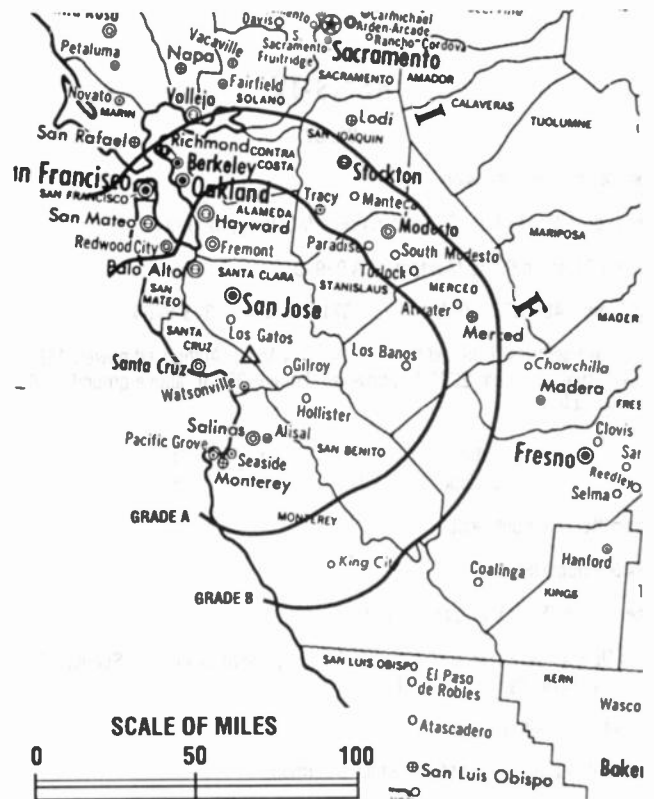 Davis
Carmichael
Arden-Arcade
Rancho Cordova
Sacramento
Fruitridge
Sacramento
Petaluma
Napa
Vacaville
Fairfield
SOLANO
SACRAMENTO
AMADOR
CALAVERAS
TUOLUMNE
Novato
MARIN
Vallejo
Lodi
SAN JOAQUIN
San Rafael
Richmond
CONTRA
COSTA
Berkeley
Stockton
San Francisco
SAN FRANCISCO
Oakland
ALAMEDA
Tracy
Manteca
San Mateo
Hayward
Modesto
MARIPOSA
Redwood City
Fremont
Paradise
South Modesto
Palo Alto
SANTA CLARA
Turlock
STANISLAUS
MERCED
SAN
MATEO
San Jose
Atwater
Merced
SANTA
CRUZ
Los Gatos
Los Banos
Chowchilla
Santa Cruz
Gilroy
Madera
Watsonville
Hollister
Clovis
Salinas
Alisal
SAN BENITO
Fresno
Pacific Grove
Seaside
Monterey
Reedley
Selma
GRADE A
MONTEREY
King City
Coalinga
Hanford
KINGS
GRADE B
SAN LUIS OBISPO
KERN
El Paso
de Robles
Wasco
Atascadero
SCALE OF MILES
0 50 100
San Luis Obispo